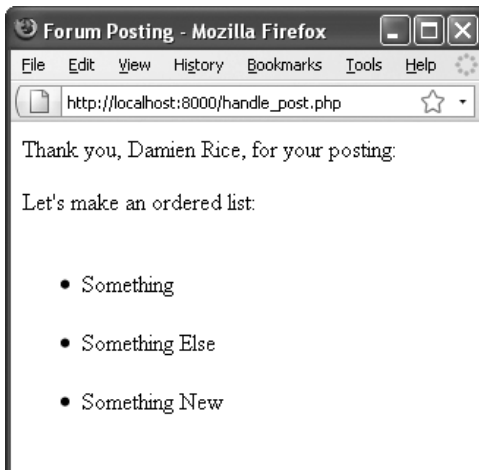 Forum Posting - Mozilla Firefox
File Edit View History Bookmarks Tools Help
http://localhost:8000/handle_post.php
Thank you, Damien Rice, for your posting:
Let's make an ordered list:
• Something
• Something Else
• Something New